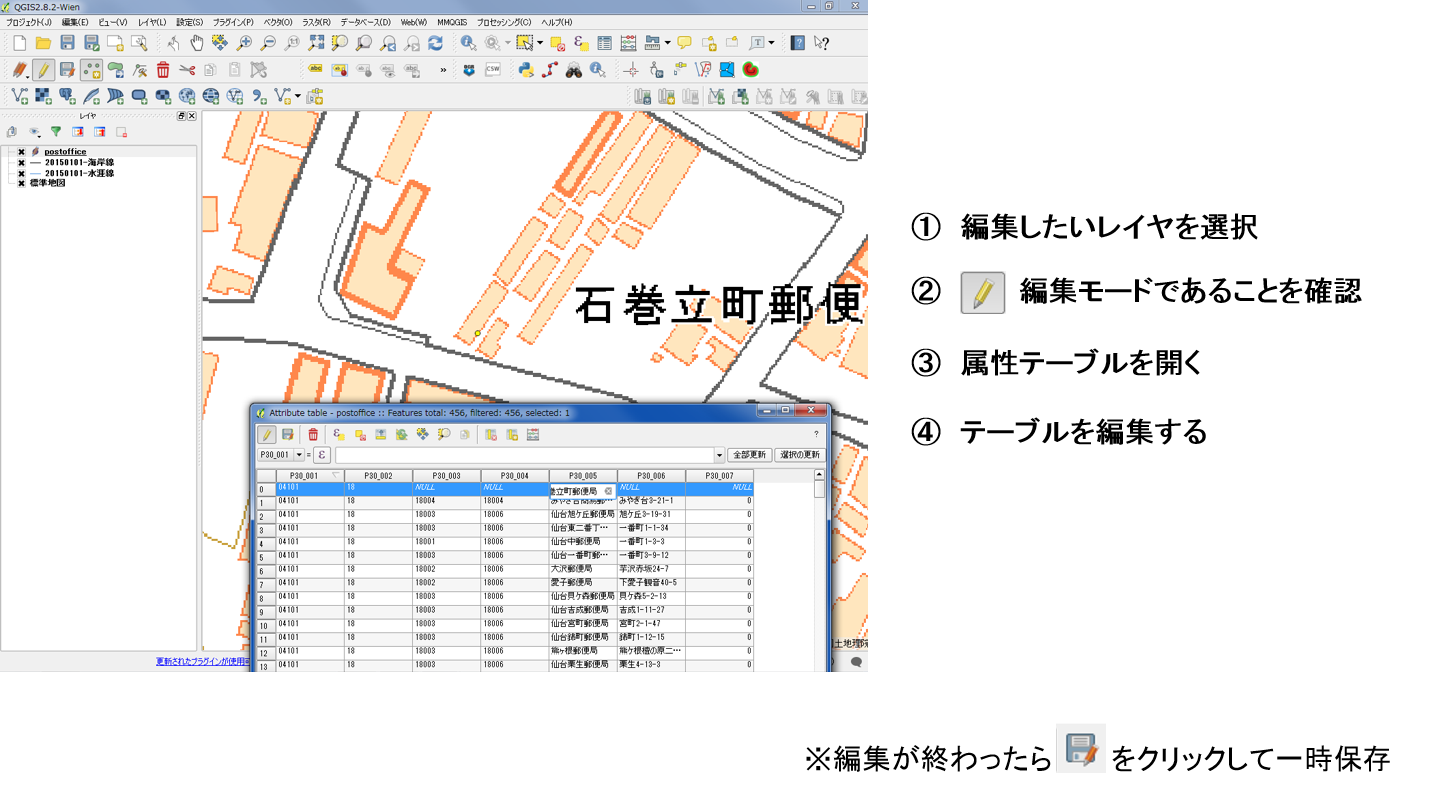 QGIS2.8.2-Wien
プロジェクト(J) 編集(E) ビュー(V) レイヤ(L) 設定(S) プラグイン(P) ベクタ(O) ラスタ(R) データベース(D) Web(W) MMQGIS プロセッシング(C) ヘルプ(H)
レイヤ
postoffice
20150101-海岸線
20150101-水涯線
標準地図
石巻立町郵便
更新されたプラグインが使用可
Attribute table - postoffice :: Features total: 456, filtered: 456, selected: 1
P30_001 = ε 全部更新 選択の更新
P30_001 P30_002 P30_003 P30_004 P30_005 P30_006 P30_007
0 04101 18 NULL NULL 立町郵便局 NULL NULL
1 04101 18 18004 18004 みやぎ台3-21-1 0
2 04101 18 18003 18006 仙台旭ケ丘郵便局 旭ケ丘3-19-31 0
3 04101 18 18003 18006 仙台東二番丁… 一番町1-1-34 0
4 04101 18 18001 18006 仙台中郵便局 一番町1-3-3 0
5 04101 18 18003 18006 仙台一番町郵… 一番町3-9-12 0
6 04101 18 18002 18006 大沢郵便局 芋沢赤坂24-7 0
7 04101 18 18002 18006 愛子郵便局 下愛子観音40-5 0
8 04101 18 18003 18006 仙台貝ケ森郵便局 貝ケ森5-2-13 0
9 04101 18 18003 18006 仙台吉成郵便局 吉成1-11-27 0
10 04101 18 18003 18006 仙台宮町郵便局 宮町2-1-47 0
11 04101 18 18003 18006 仙台錦町郵便局 錦町1-12-15 0
12 04101 18 18003 18006 熊ケ根郵便局 熊ケ根檀の原二… 0
13 04101 18 18003 18006 仙台栗生郵便局 栗生4-13-3 0
土地理院
① 編集したいレイヤを選択
② 編集モードであることを確認
③ 属性テーブルを開く
④ テーブルを編集する
※編集が終わったら をクリックして一時保存